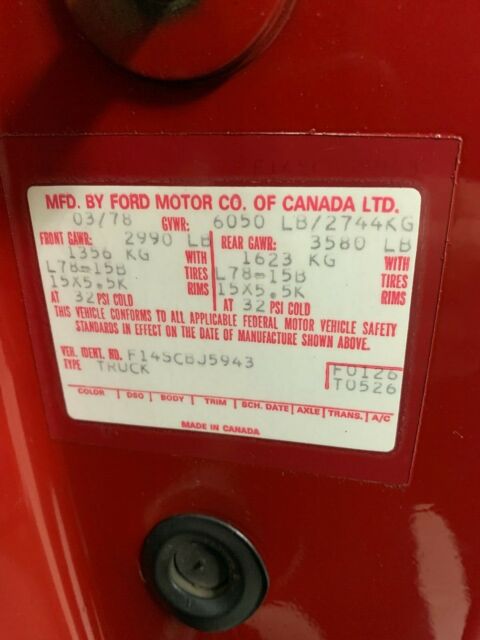 MFD. BY FORD MOTOR CO. OF CANADA LTD.
03/78 GVWR: 6050 LB/2744KG
FRONT GAWR: 2990 LB REAR GAWR: 3580 LB
1356 KG WITH 1623 KG WITH
L78-15B TIRES L78-15B TIRES
15X5.5K RIMS 15X5.5K RIMS
AT 32 PSI COLD AT 32 PSI COLD
THIS VEHICLE CONFORMS TO ALL APPLICABLE FEDERAL MOTOR VEHICLE SAFETY
STANDARDS IN EFFECT ON THE DATE OF MANUFACTURE SHOWN ABOVE.
VEH. IDENT. NO. F14SCBJ5943
TYPE TRUCK F0126
T0526
COLOR DSO BODY TRIM SCH. DATE AXLE TRANS. A/C
MADE IN CANADA